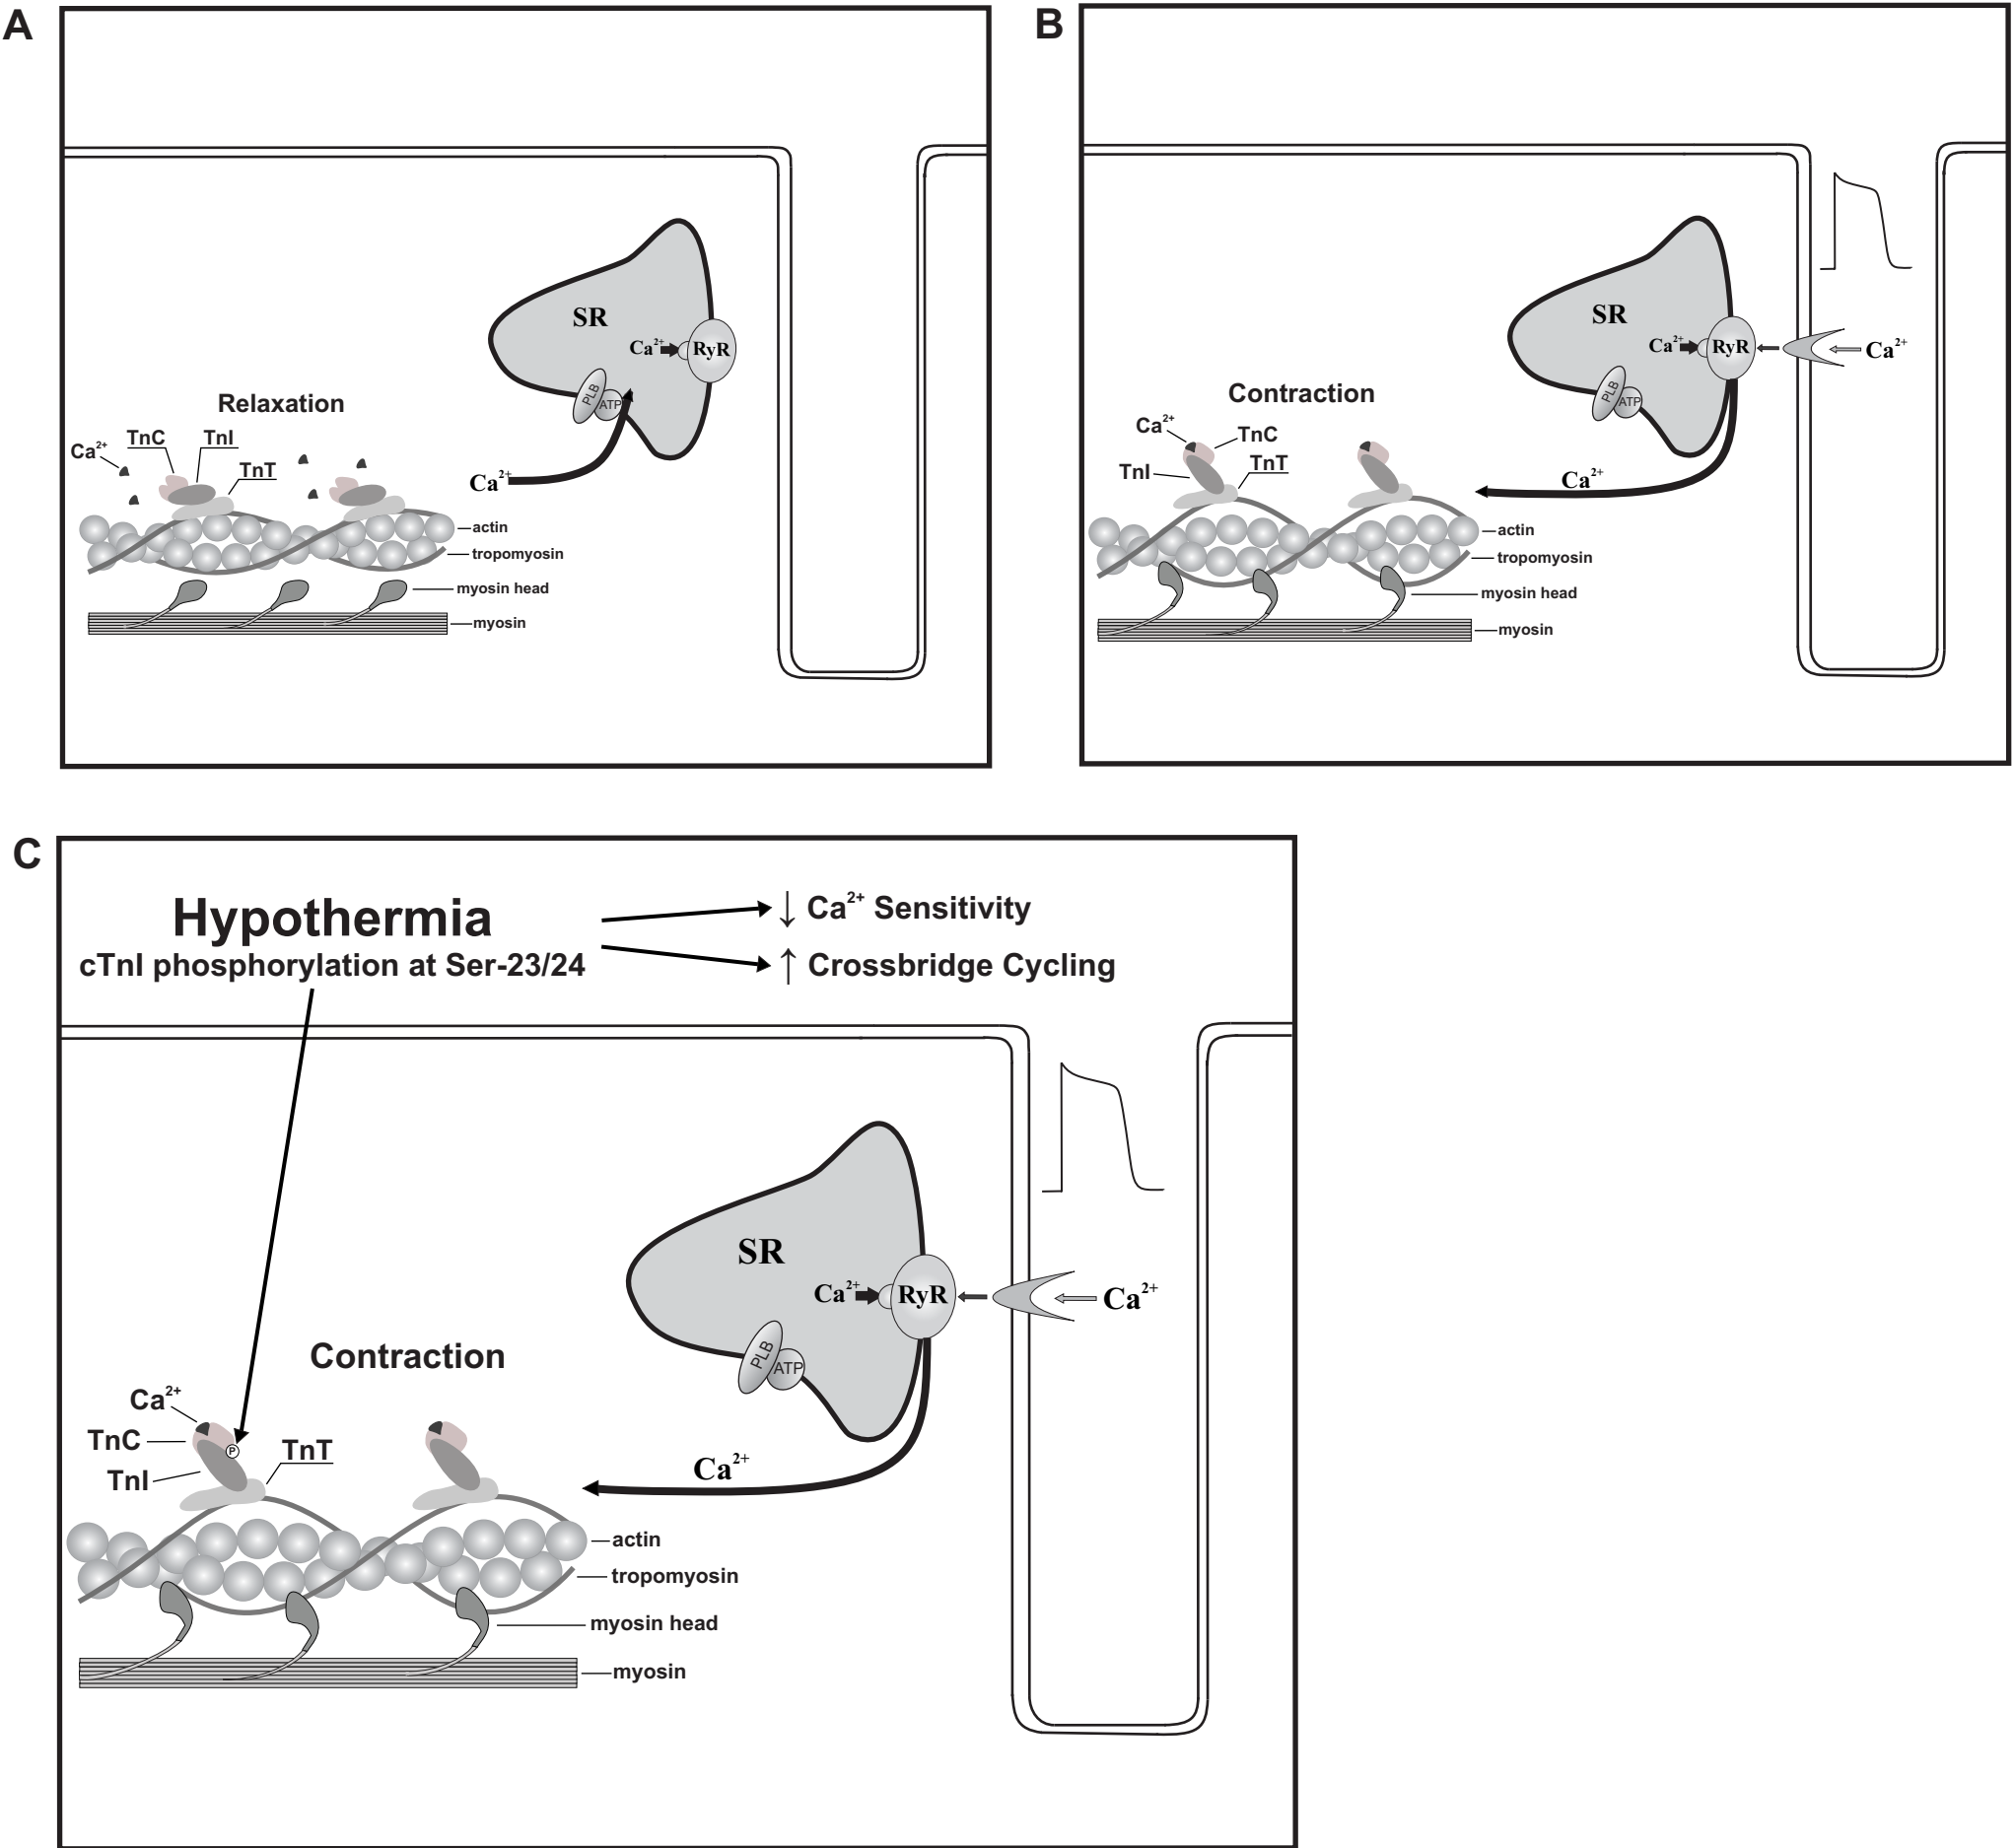 A
SR
Ca²⁺
RyR
PLB
ATP
Relaxation
Ca²⁺
TnC
TnI
TnT
Ca²⁺
actin
tropomyosin
myosin head
myosin
B
SR
Ca²⁺
RyR
Ca²⁺
PLB
ATP
Contraction
Ca²⁺
TnC
TnI
TnT
Ca²⁺
actin
tropomyosin
myosin head
myosin
C
Hypothermia
cTnI phosphorylation at Ser-23/24
↓ Ca²⁺ Sensitivity
↑ Crossbridge Cycling
SR
Ca²⁺
RyR
Ca²⁺
PLB
ATP
Contraction
Ca²⁺
TnC
P
TnT
TnI
Ca²⁺
actin
tropomyosin
myosin head
myosin